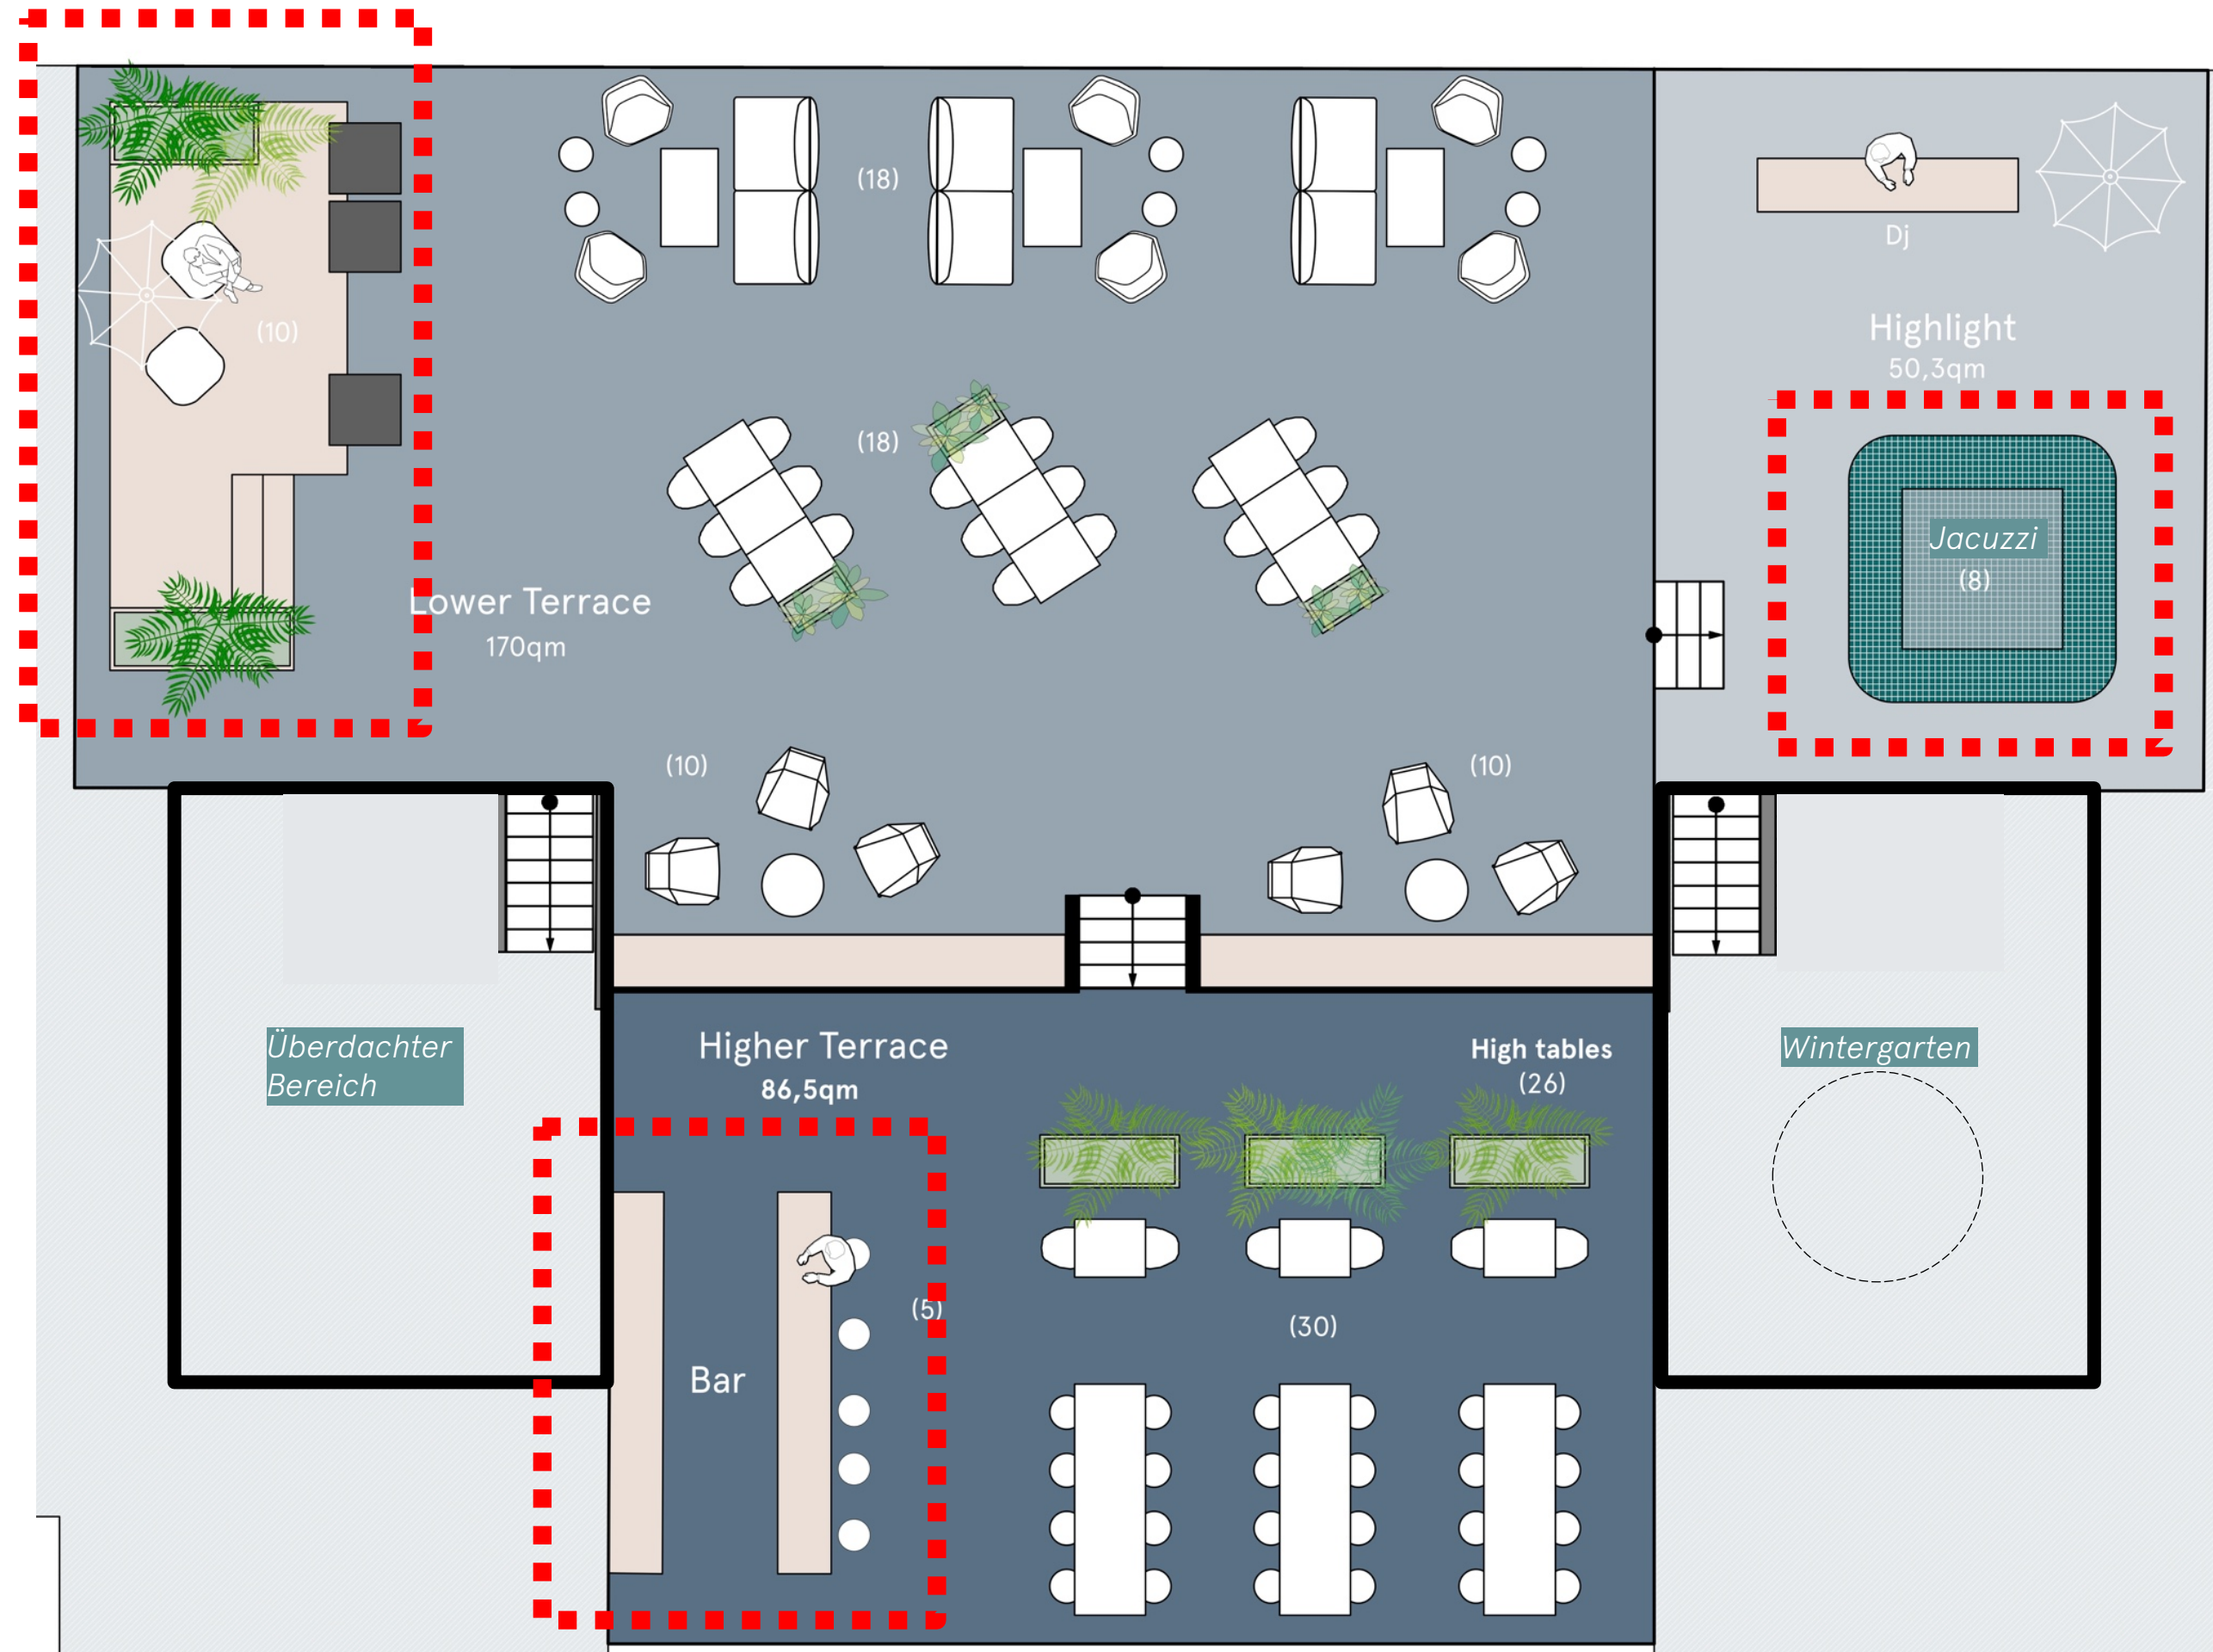 (18)
Dj
(10)
Highlight
50,3qm
(18)
Jacuzzi
(8)
Lower Terrace
170qm
(10)
(10)
Überdachter
Bereich
Higher Terrace
86,5qm
High tables
(26)
Wintergarten
(5)
(30)
Bar